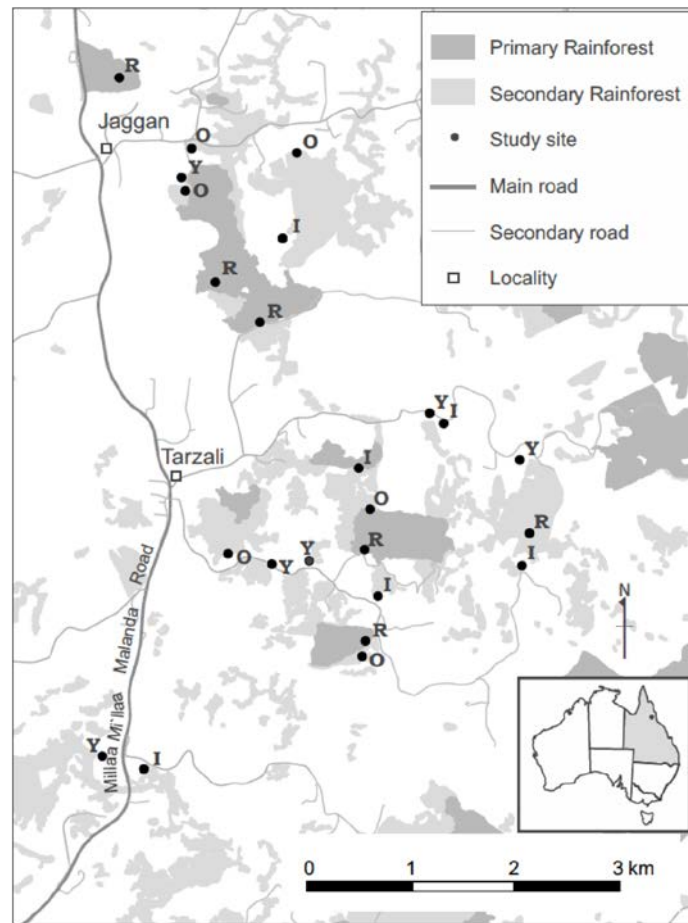 Primary Rainforest
Secondary Rainforest
Study site
Main road
Secondary road
Locality
R
Jaggan
O
O
Y
O
I
R
R
Y
I
Y
Tarzali
I
O
R
R
O
Y
Y
I
R
O
N
Millaa Millaa Malanda Road
Y
I
I
0 1 2 3 km